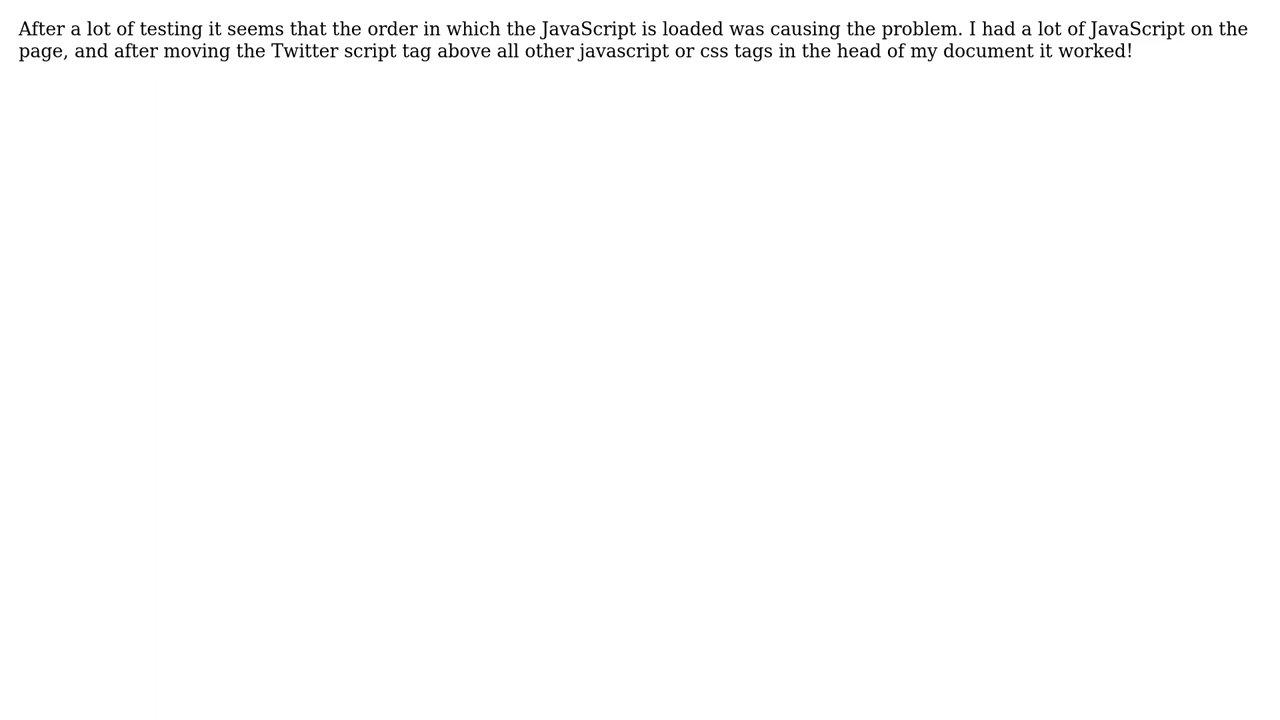 After a lot of testing it seems that the order in which the JavaScript is loaded was causing the problem. I had a lot of JavaScript on the
page, and after moving the Twitter script tag above all other javascript or css tags in the head of my document it worked!